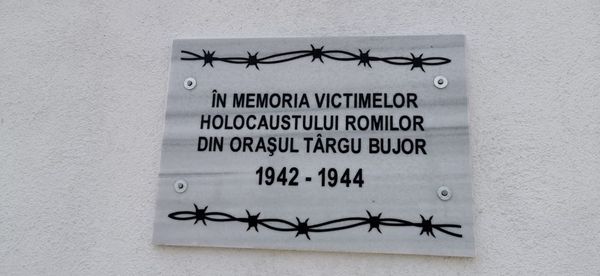 ÎN MEMORIA VICTIMELOR
HOLOCAUSTULUI ROMILOR
DIN ORAŞUL TÂRGU BUJOR
1942 - 1944